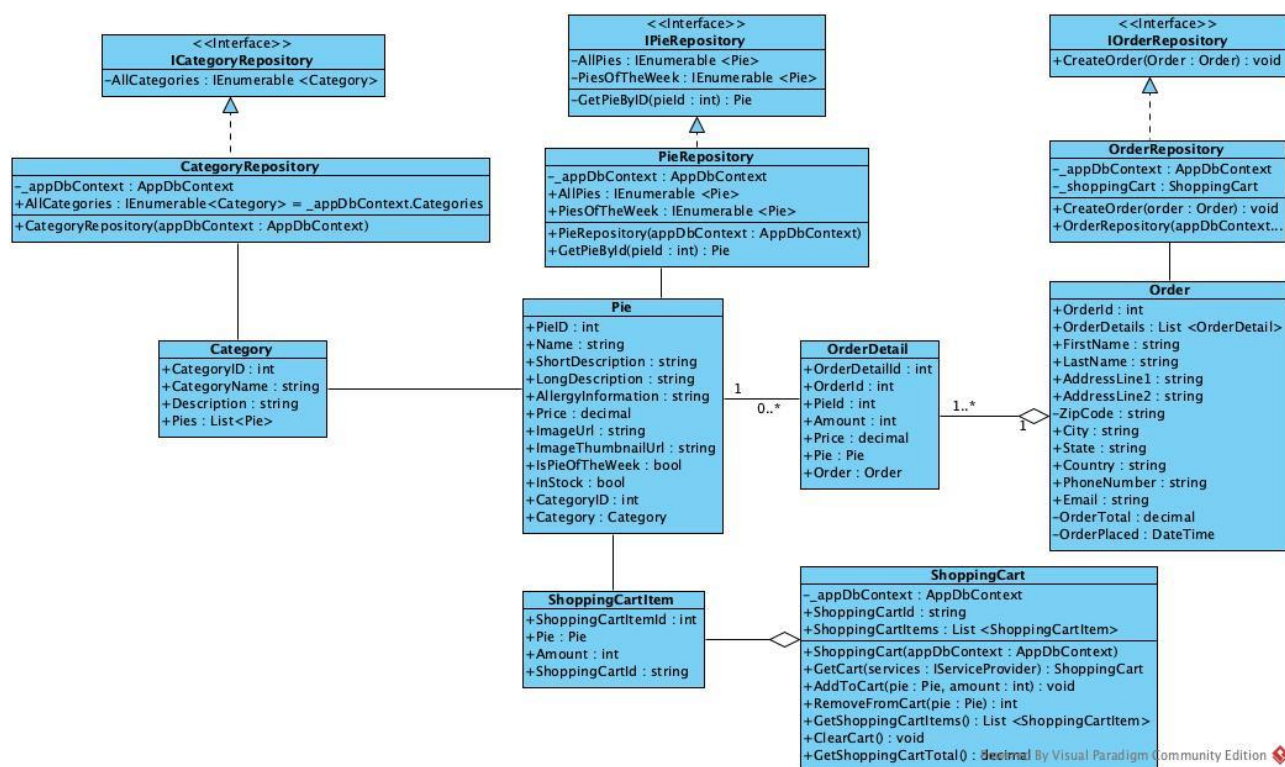 <<Interface>>
ICategoryRepository
-AllCategories : IEnumerable <Category>
<<Interface>>
IPieRepository
-AllPies : IEnumerable <Pie>
-PiesOfTheWeek : IEnumerable <Pie>
-GetPieByID(pieId : int) : Pie
<<Interface>>
IOrderRepository
+CreateOrder(Order : Order) : void
CategoryRepository
-_appDbContext : AppDbContext
+AllCategories : IEnumerable<Category> = _appDbContext.Categories
+CategoryRepository(appDbContext : AppDbContext)
PieRepository
-_appDbContext : AppDbContext
+AllPies : IEnumerable <Pie>
+PiesOfTheWeek : IEnumerable <Pie>
+PieRepository(appDbContext : AppDbContext)
+GetPieById(pieId : int) : Pie
OrderRepository
-_appDbContext : AppDbContext
-_shoppingCart : ShoppingCart
+CreateOrder(order : Order) : void
+OrderRepository(appDbContext...
Category
+CategoryID : int
+CategoryName : string
+Description : string
+Pies : List<Pie>
Pie
+PieID : int
+Name : string
+ShortDescription : string
+LongDescription : string
+AllergyInformation : string
+Price : decimal
+ImageUrl : string
+ImageThumbnailUrl : string
+IsPieOfTheWeek : bool
+InStock : bool
+CategoryID : int
+Category : Category
1
0..*
OrderDetail
+OrderDetailId : int
+OrderId : int
+PieId : int
+Amount : int
+Price : decimal
+Pie : Pie
+Order : Order
1..*
1
Order
+OrderId : int
+OrderDetails : List <OrderDetail>
+FirstName : string
+LastName : string
+AddressLine1 : string
+AddressLine2 : string
-ZipCode : string
+City : string
+State : string
+Country : string
+PhoneNumber : string
+Email : string
-OrderTotal : decimal
-OrderPlaced : DateTime
ShoppingCartItem
+ShoppingCartItemId : int
+Pie : Pie
+Amount : int
+ShoppingCartId : string
ShoppingCart
-_appDbContext : AppDbContext
+ShoppingCartId : string
+ShoppingCartItems : List <ShoppingCartItem>
+ShoppingCart(appDbContext : AppDbContext)
+GetCart(services : IServiceProvider) : ShoppingCart
+AddToCart(pie : Pie, amount : int) : void
+RemoveFromCart(pie : Pie) : int
+GetShoppingCartItems() : List <ShoppingCartItem>
+ClearCart() : void
+GetShoppingCartTotal() : decimal
Powered By Visual Paradigm Community Edition